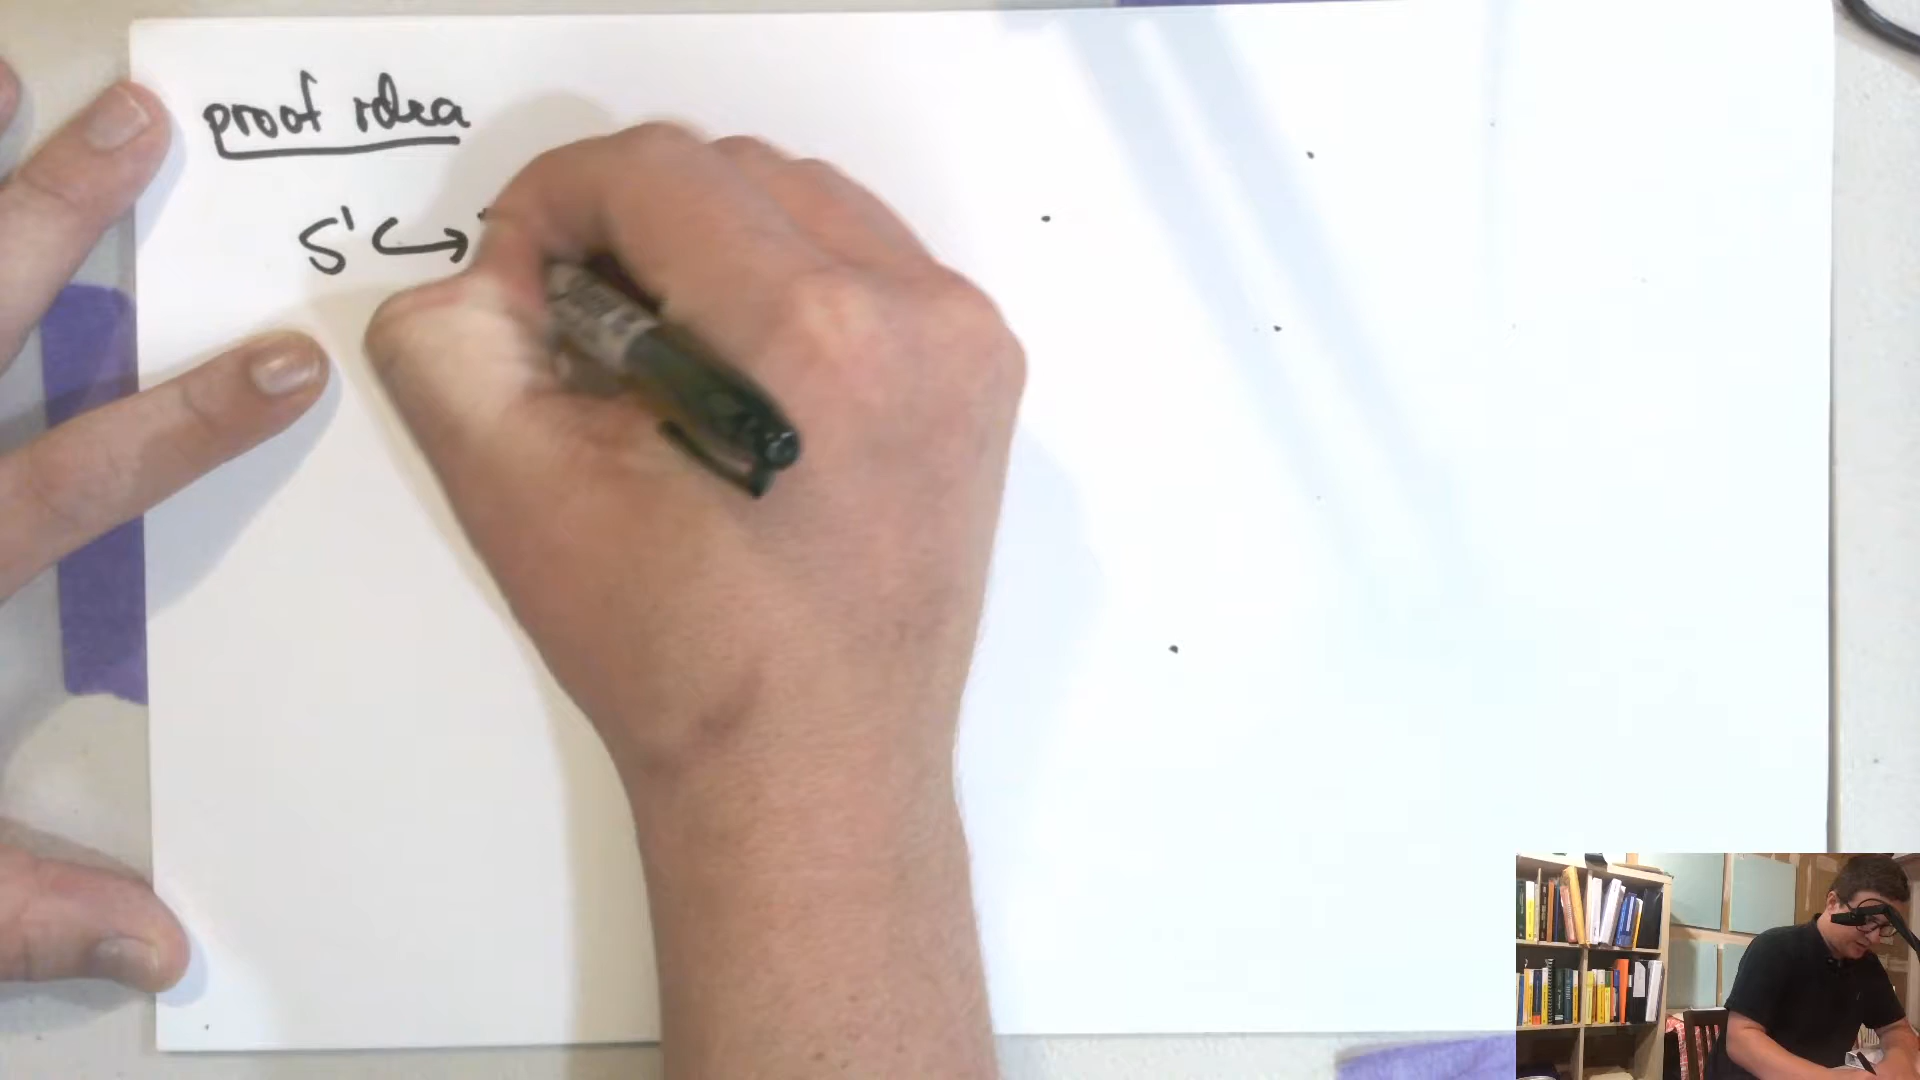 proof idea
S¹ ↪